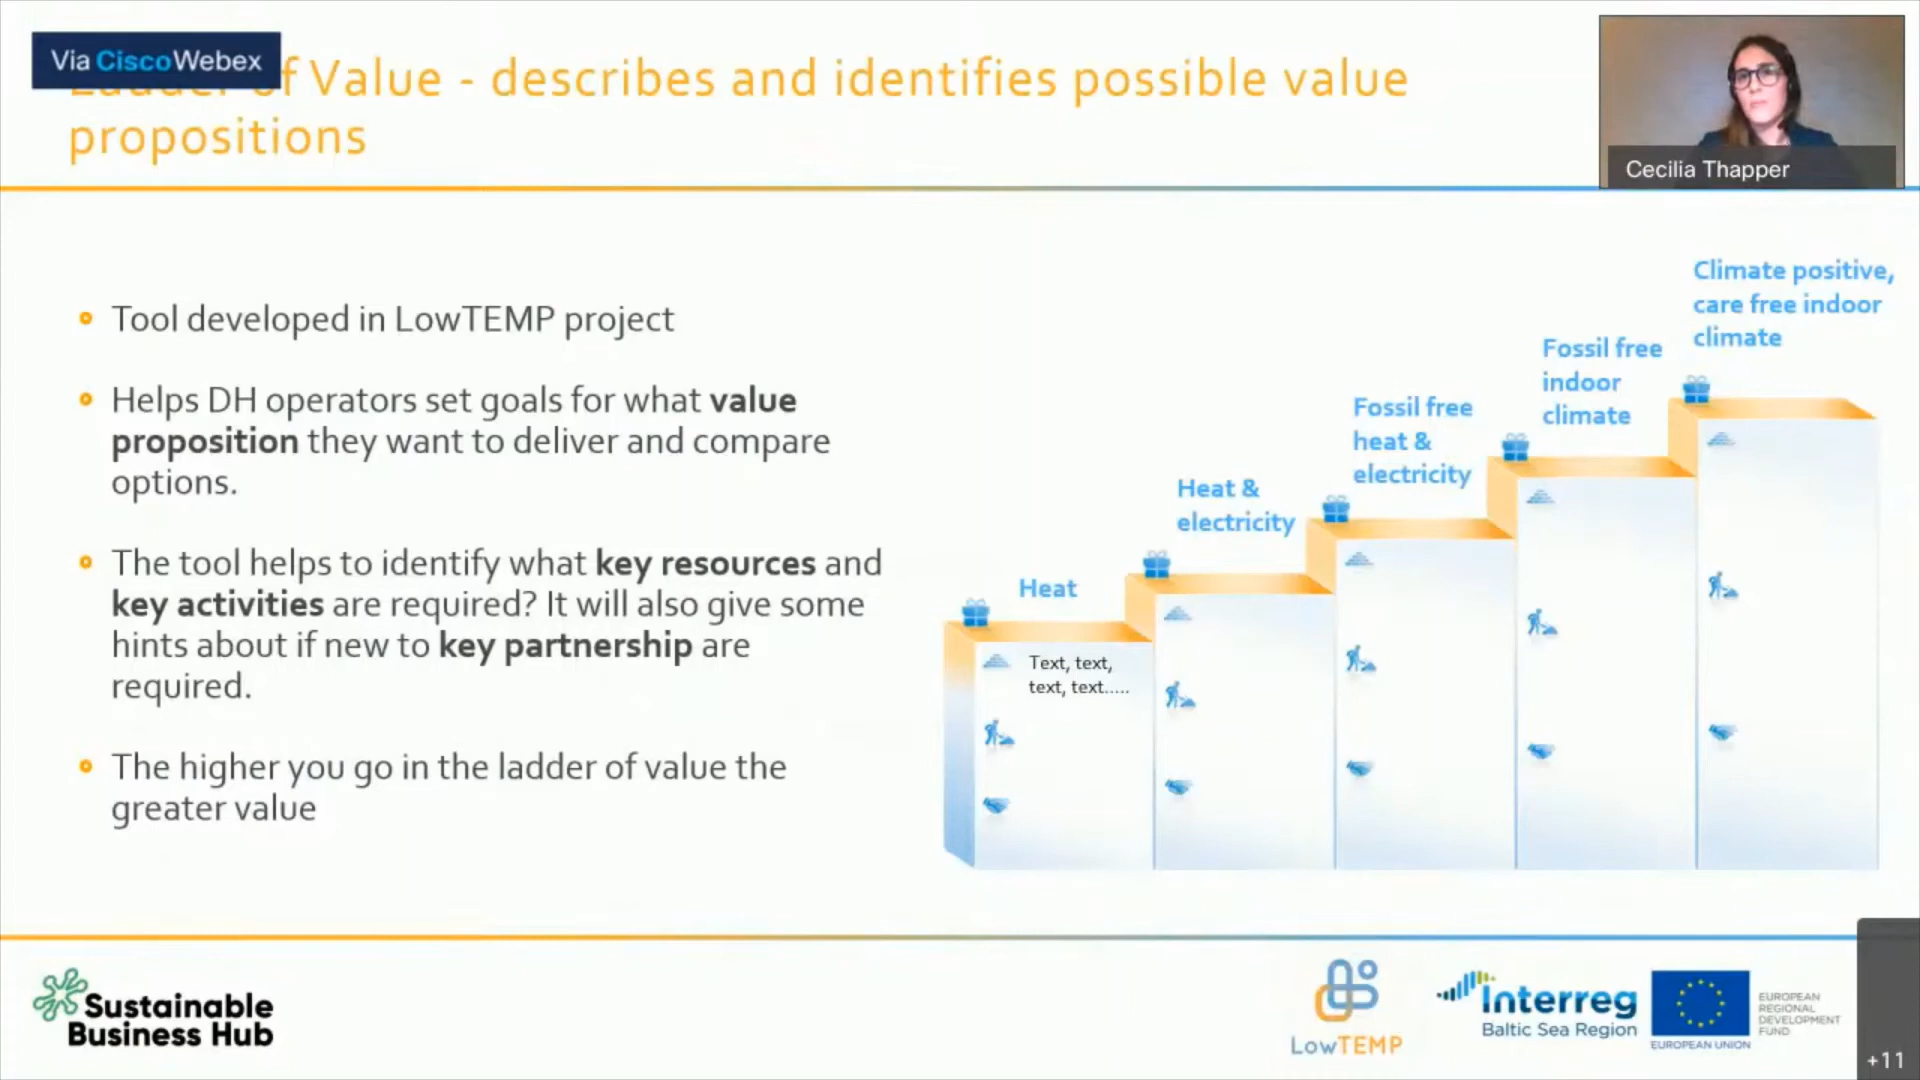 Via CiscoWebex
of Value - describes and identifies possible value
propositions
Cecilia Thapper
Tool developed in LowTEMP project
Helps DH operators set goals for what value
proposition they want to deliver and compare
options.
The tool helps to identify what key resources and
key activities are required? It will also give some
hints about if new to key partnership are
required.
The higher you go in the ladder of value the
greater value
Heat
Heat &
electricity
Fossil free
heat &
electricity
Fossil free
indoor
climate
Climate positive,
care free indoor
climate
Text, text,
text, text.....
Sustainable
Business Hub
LowTEMP
Interreg
Baltic Sea Region
EUROPEAN UNION
EUROPEAN
REGIONAL
DEVELOPMENT
FUND
+11